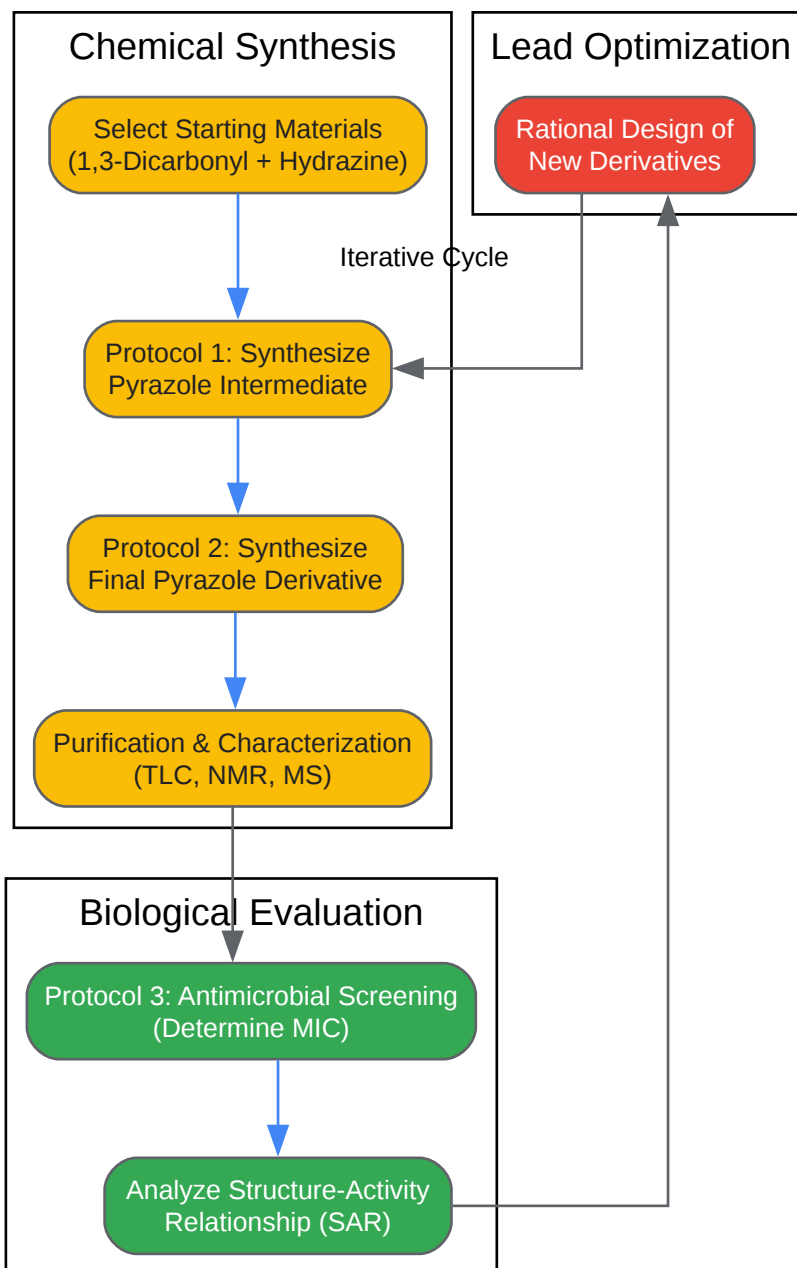 Chemical Synthesis
Select Starting Materials
(1,3-Dicarbonyl + Hydrazine)
Protocol 1: Synthesize
Pyrazole Intermediate
Protocol 2: Synthesize
Final Pyrazole Derivative
Purification & Characterization
(TLC, NMR, MS)
Lead Optimization
Rational Design of
New Derivatives
Iterative Cycle
Biological Evaluation
Protocol 3: Antimicrobial Screening
(Determine MIC)
Analyze Structure-Activity
Relationship (SAR)